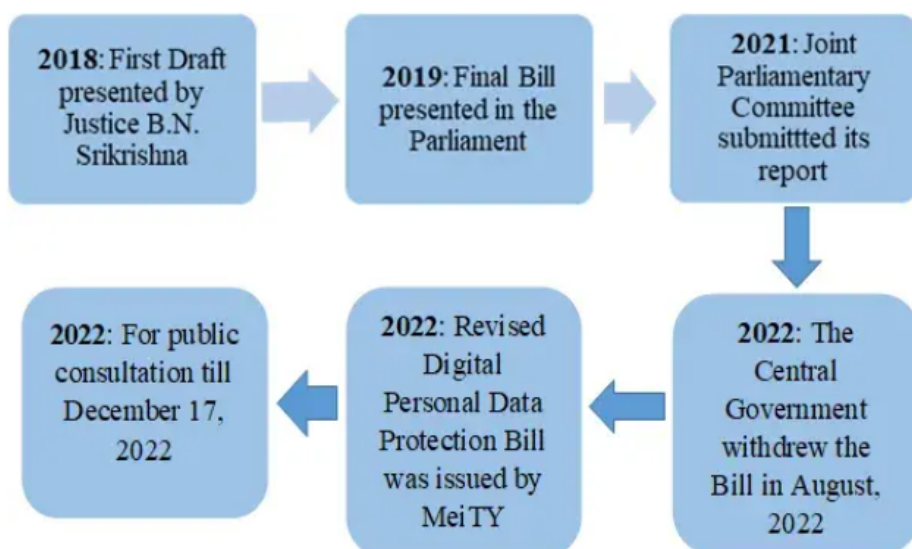 2018: First Draft
presented by
Justice B.N.
Srikrishna
2019: Final Bill
presented in the
Parliament
2021: Joint
Parliamentary
Committee
submittted its
report
2022: The
Central
Government
withdrew the
Bill in August,
2022
2022: Revised
Digital
Personal Data
Protection Bill
was issued by
MeiTY
2022: For public
consultation till
December 17,
2022